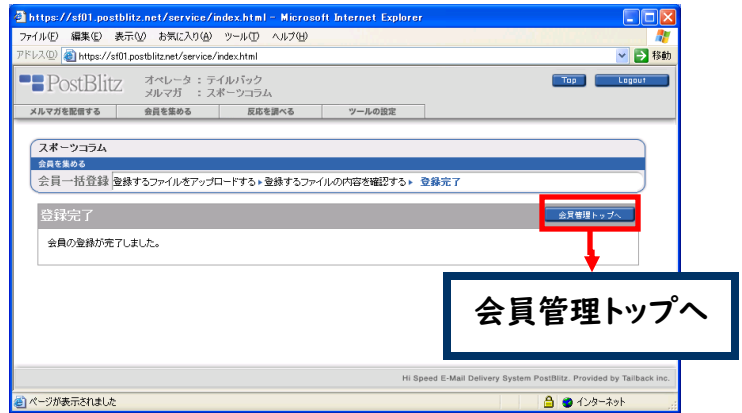 https://sf01.postblitz.net/service/index.html - Microsoft Internet Explorer
ファイル(F) 編集(E) 表示(V) お気に入り(A) ツール(T) ヘルプ(H)
アドレス(D) https://sf01.postblitz.net/service/index.html 移動
PostBlitz オペレータ : テイルバック Top Logout
メルマガ : スポーツコラム
メルマガを配信する 会員を集める 反応を調べる ツールの設定
スポーツコラム
会員を集める
会員一括登録 登録するファイルをアップロードする 登録するファイルの内容を確認する 登録完了
登録完了 会員管理トップへ
会員の登録が完了しました。
会員管理トップへ
Hi Speed E-Mail Delivery System PostBlitz. Provided by Tailback inc.
ページが表示されました インターネット